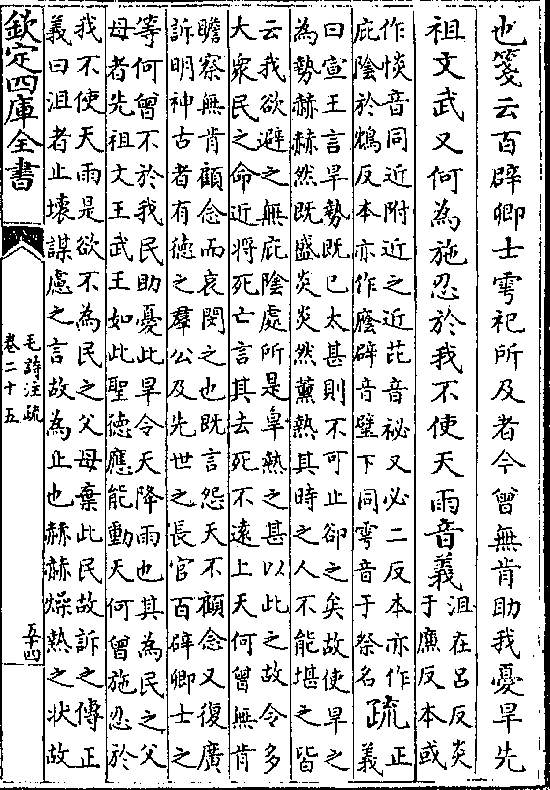 也箋云百辟卿士雩祀所及者今曾無肯助我憂旱先
祖文武又何為施忍於我不使天雨音義沮在呂反炎
于廉反本或
作惔音同近附近之近芘音祕又必二反本亦作
庇陰於鴆反本亦作廕辟音璧下同雩音于祭名疏正
義
曰宣王言旱勢既已太甚則不可止卻之矣故使旱之
為勢赫赫然既盛炎炎然薰熱其時之人不能堪之皆
云我欲避之無庇陰處所是旱熱之甚以此之故令多
大衆民之命近將死亡言其去死不遠上天何曾無肯
瞻察無肯顧念而哀閔之也既言怨天不顧念又復廣
訴明神古者有徳之羣公及先世之長官百辟卿士之
等何曾不於我民助憂此旱令天降雨也其為民之父
母者先祖文王武王如此聖徳應能動天何曾施忍於
我不使天雨是欲不為民之父母棄此民故訴之傳正
義曰沮者止壞謀慮之言故為止也赫赫燥熱之狀故
欽定四庫全書
毛詩注疏
卷二十五
五十四